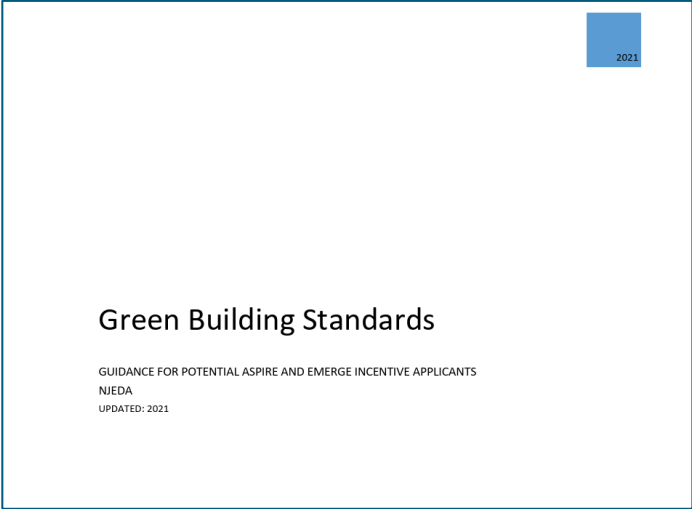 2021
Green Building Standards
GUIDANCE FOR POTENTIAL ASPIRE AND EMERGE INCENTIVE APPLICANTS
NJEDA
UPDATED: 2021